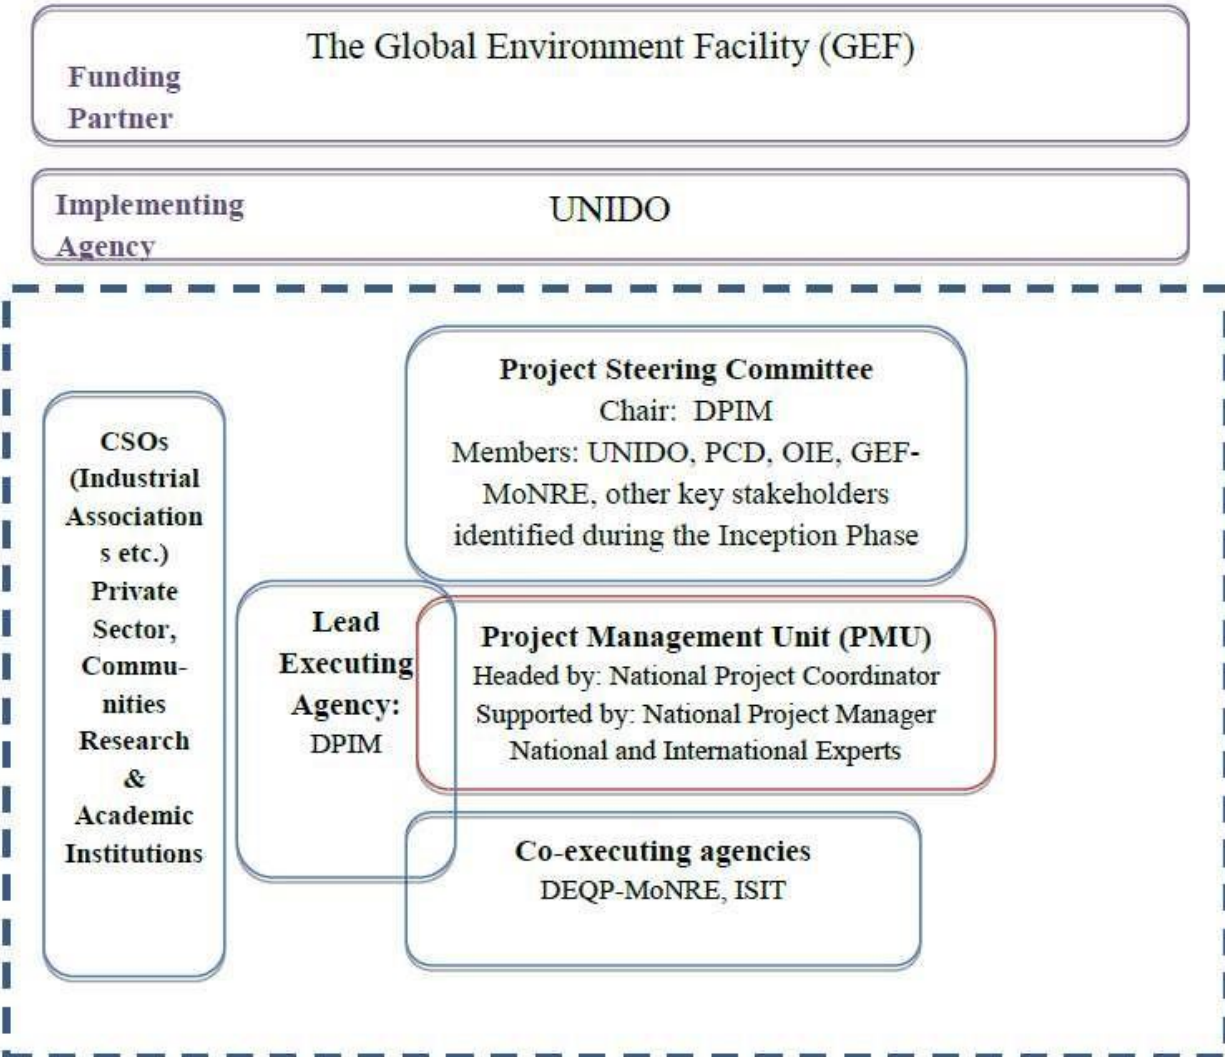 The Global Environment Facility (GEF)
Funding
Partner
Implementing
Agency
UNIDO
Project Steering Committee
Chair: DPIM
Members: UNIDO, PCD, OIE, GEF-
MoNRE, other key stakeholders
identified during the Inception Phase
CSOs
(Industrial
Association
s etc.)
Private
Sector,
Commu-
nities
Research
&
Academic
Institutions
Lead
Executing
Agency:
DPIM
Project Management Unit (PMU)
Headed by: National Project Coordinator
Supported by: National Project Manager
National and International Experts
Co-executing agencies
DEQP-MoNRE, ISIT